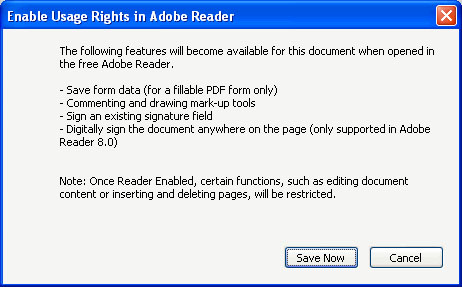 Enable Usage Rights in Adobe Reader
The following features will become available for this document when opened in
the free Adobe Reader.
- Save form data (for a fillable PDF form only)
- Commenting and drawing mark-up tools
- Sign an existing signature field
- Digitally sign the document anywhere on the page (only supported in Adobe
Reader 8.0)
Note: Once Reader Enabled, certain functions, such as editing document
content or inserting and deleting pages, will be restricted.
Save Now Cancel